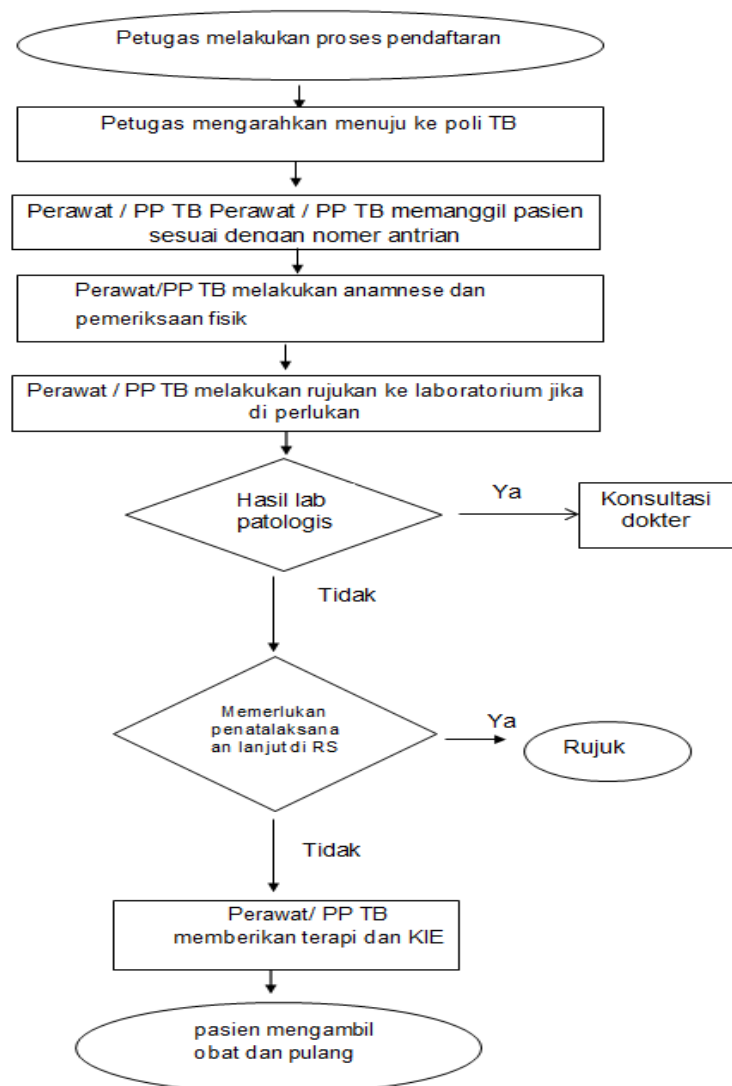 Petugas melakukan proses pendaftaran
Petugas mengarahkan menuju ke poli TB
Perawat / PP TB Perawat / PP TB memanggil pasien
sesuai dengan nomer antrian
Perawat/PP TB melakukan anamnese dan
pemeriksaan fisik
Perawat / PP TB melakukan rujukan ke laboratorium jika
di perlukan
Hasil lab
patologis
Ya
Konsultasi
dokter
Tidak
Memerlukan
penatalaksana
an lanjut di RS
Ya
Rujuk
Tidak
Perawat/ PP TB
memberikan terapi dan KIE
pasien mengambil
obat dan pulang